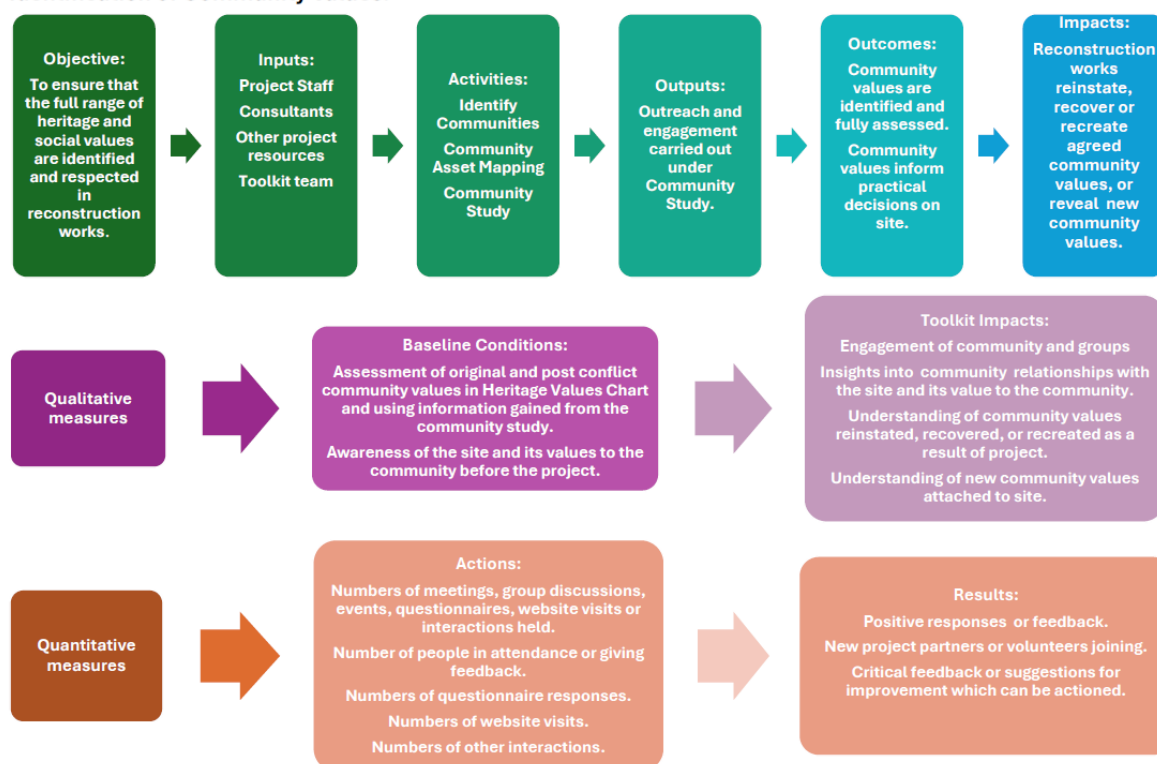 Objective:
To ensure that
the full range of
heritage and
social values
are identified
and respected
in
reconstruction
works.
Inputs:
Project Staff
Consultants
Other project
resources
Toolkit team
Activities:
Identify
Communities
Community
Asset Mapping
Community
Study
Outputs:
Outreach and
engagement
carried out
under
Community
Study.
Outcomes:
Community
values are
identified and
fully assessed.
Community
values inform
practical
decisions on
site.
Impacts:
Reconstruction
works
reinstate,
recover or
recreate
agreed
community
values, or
reveal new
community
values.
Qualitative
measures
Baseline Conditions:
Assessment of original and post conflict
community values in Heritage Values Chart
and using information gained from the
community study.
Awareness of the site and its values to the
community before the project.
Toolkit Impacts:
Engagement of community and groups
Insights into community relationships with
the site and its value to the community.
Understanding of community values
reinstated, recovered, or recreated as a
result of project.
Understanding of new community values
attached to site.
Quantitative
measures
Actions:
Numbers of meetings, group discussions,
events, questionnaires, website visits or
interactions held.
Number of people in attendance or giving
feedback.
Numbers of questionnaire responses.
Numbers of website visits.
Numbers of other interactions.
Results:
Positive responses or feedback.
New project partners or volunteers joining.
Critical feedback or suggestions for
improvement which can be actioned.